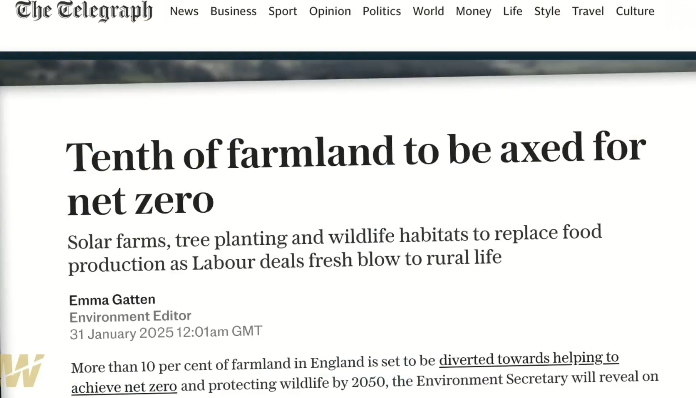 The Telegraph News Business Sport Opinion Politics World Money Life Style Travel Culture
Tenth of farmland to be axed for
net zero
Solar farms, tree planting and wildlife habitats to replace food
production as Labour deals fresh blow to rural life
Emma Gatten
Environment Editor
31 January 2025 12:01am GMT
More than 10 per cent of farmland in England is set to be diverted towards helping to
achieve net zero and protecting wildlife by 2050, the Environment Secretary will reveal on
W